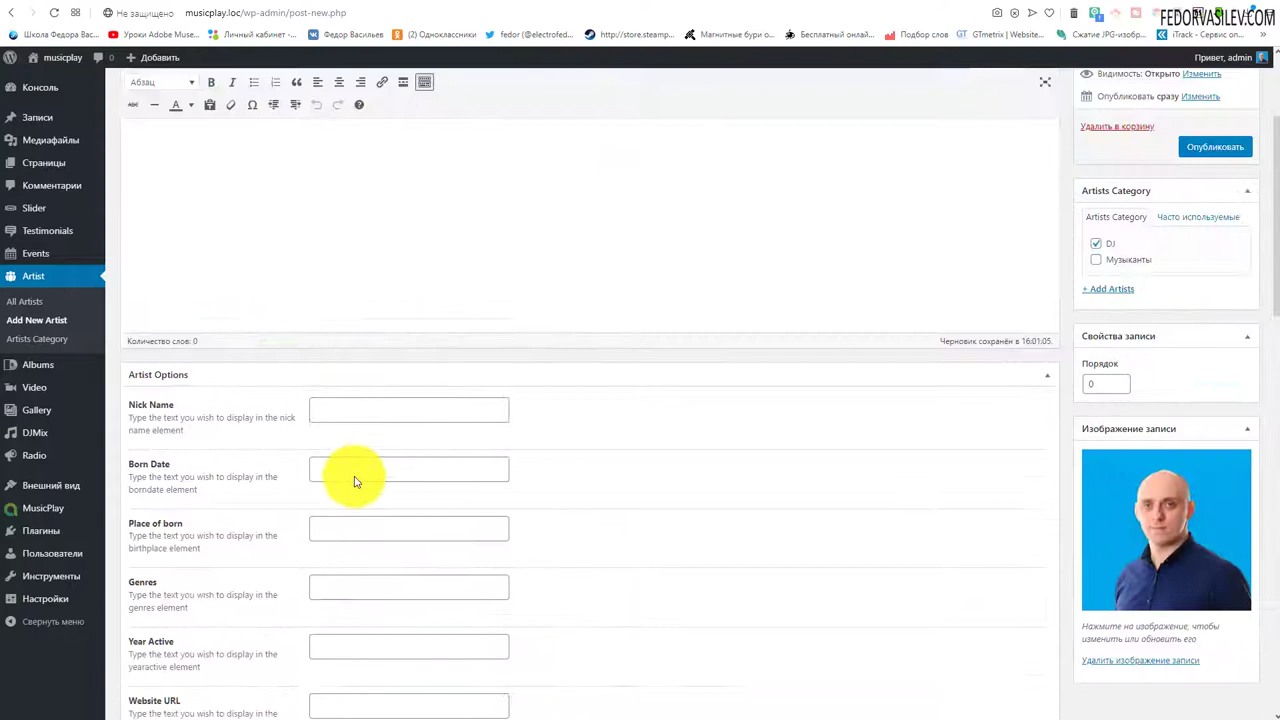 FEDORVASILEV.COM
Не защищено musicplay.loc/wp-admin/post-new.php
Школа Федора Вас... Уроки Adobe Muse... Личный кабинет -... Федор Васильев (2) Одноклассники fedor (@electrofed... http://store.steamp... Магнитные бури о... Бесплатный онлай... Подбор слов GTmetrix | Website... Сжатие JPG-изобр... iTrack - Сервис оп...
musicplay Добавить Привет, admin
Консоль
Записи
Медиафайлы
Страницы
Комментарии
Slider
Testimonials
Events
Artist
All Artists
Add New Artist
Artists Category
Albums
Video
Gallery
DJMix
Radio
Внешний вид
MusicPlay
Плагины
Пользователи
Инструменты
Настройки
Свернуть меню
Абзац
Количество слов: 0 Черновик сохранён в 16:01:05.
Artist Options
Nick Name
Type the text you wish to display in the nick
name element
Born Date
Type the text you wish to display in the
borndate element
Place of born
Type the text you wish to display in the
birthplace element
Genres
Type the text you wish to display in the
genres element
Year Active
Type the text you wish to display in the
yearactive element
Website URL
Type the text you wish to display in the
Видимость: Открыто Изменить
Опубликовать сразу Изменить
Удалить в корзину
Опубликовать
Artists Category
Artists Category Часто используемые
DJ
Музыканты
+ Add Artists
Свойства записи
Порядок
0
Изображение записи
Нажмите на изображение, чтобы
изменить или обновить его
Удалить изображение записи